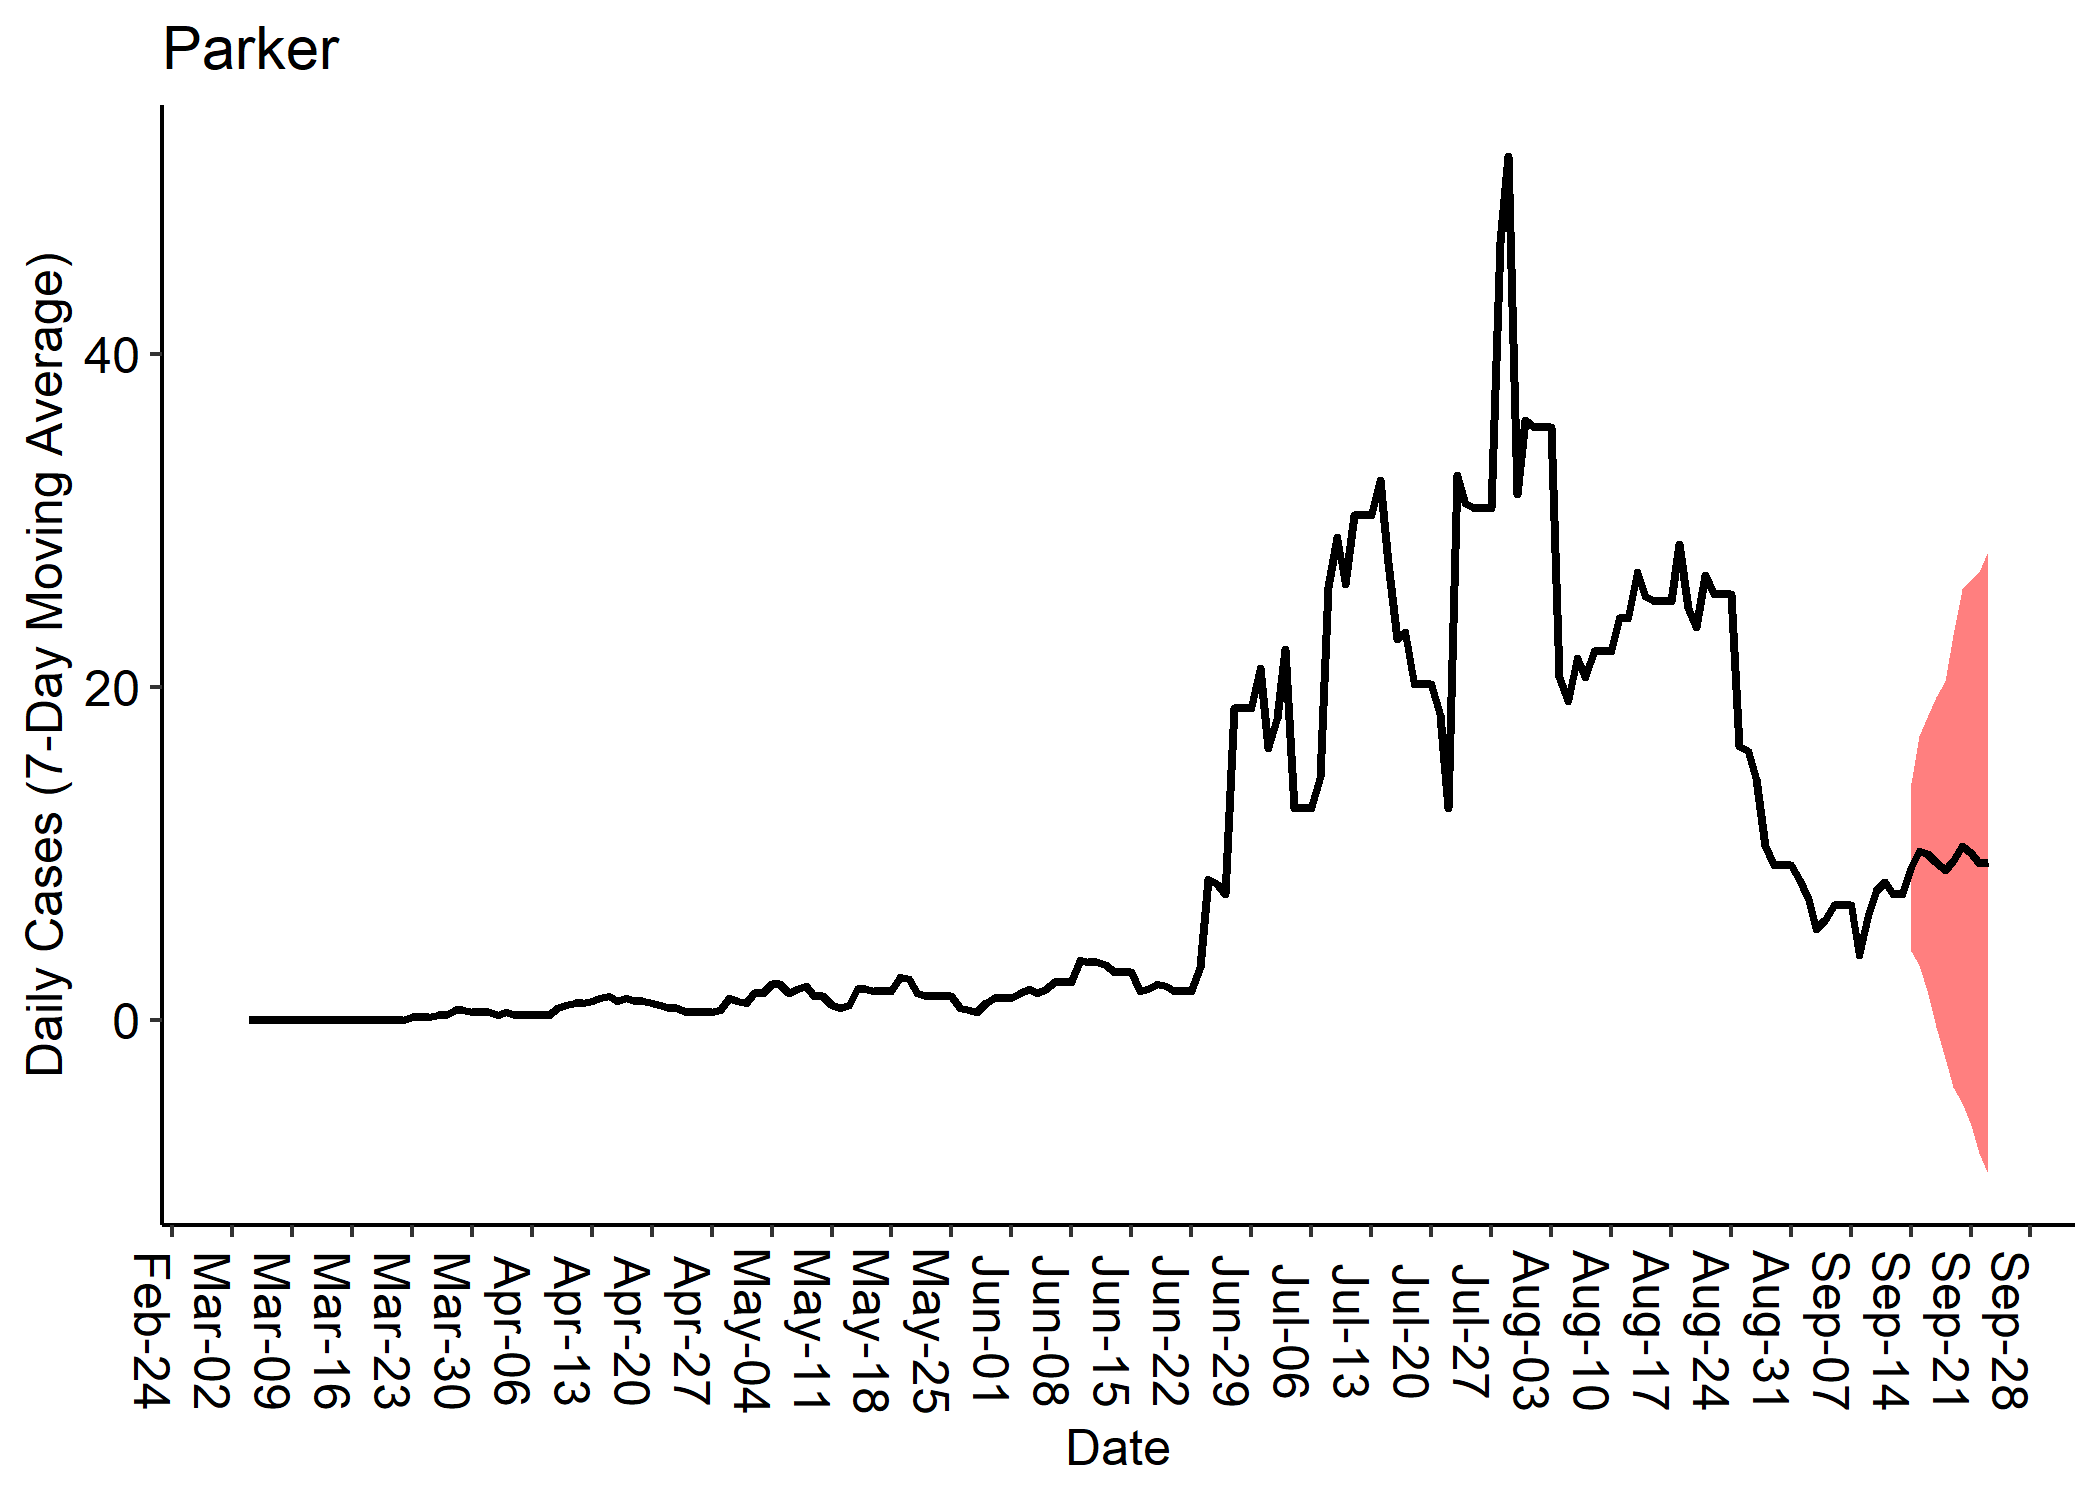 Parker
Daily Cases (7-Day Moving Average)
40
20
0
Feb-24
Mar-02
Mar-09
Mar-16
Mar-23
Mar-30
Apr-06
Apr-13
Apr-20
Apr-27
May-04
May-11
May-18
May-25
Jun-01
Jun-08
Jun-15
Jun-22
Jun-29
Jul-06
Jul-13
Jul-20
Jul-27
Aug-03
Aug-10
Aug-17
Aug-24
Aug-31
Sep-07
Sep-14
Sep-21
Sep-28
Date